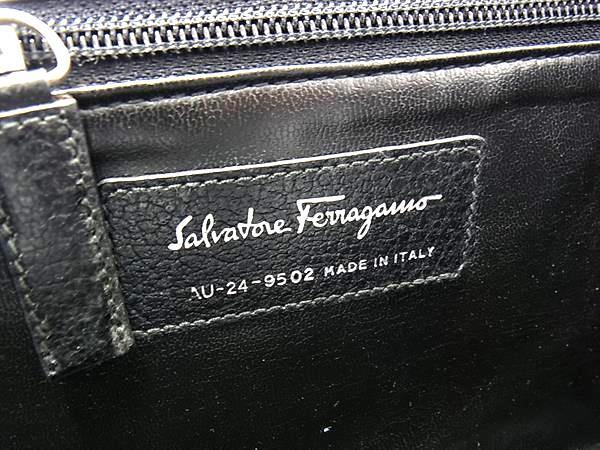 Salvatore Ferragamo
AU-24-9502 MADE IN ITALY